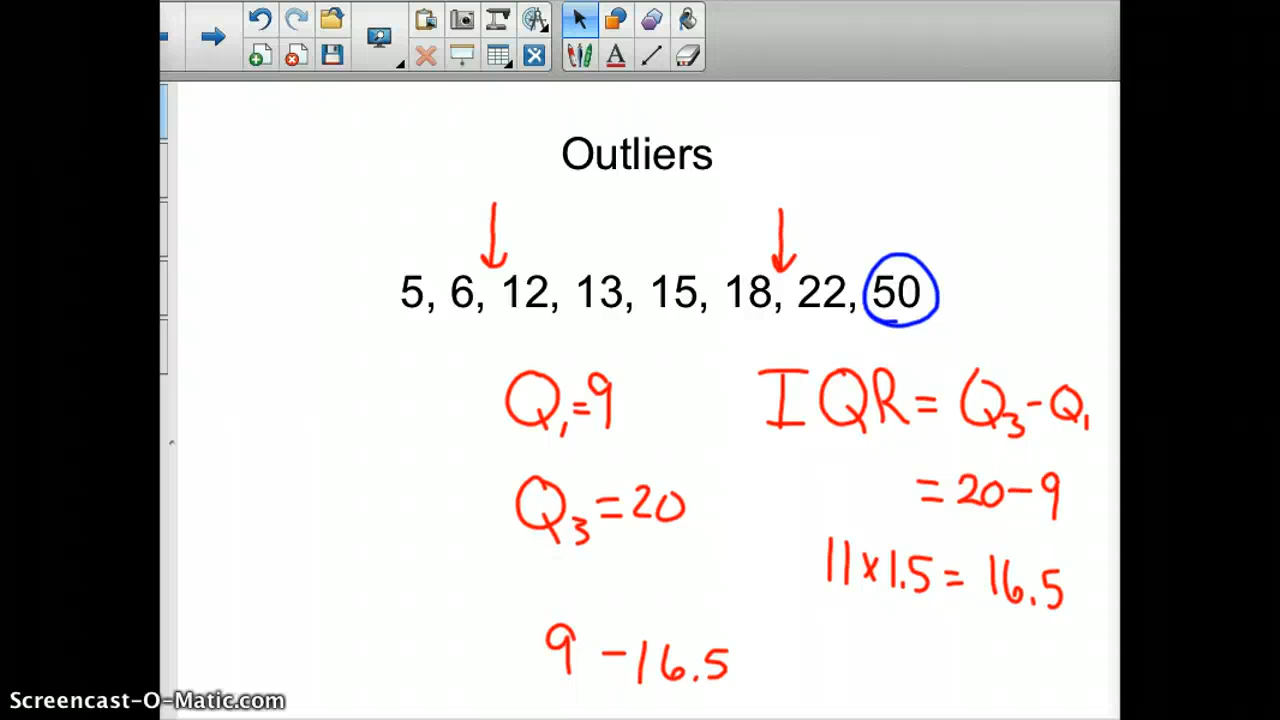 Outliers
5, 6, 12, 13, 15, 18, 22, 50
Q₁=9
IQR= Q₃-Q₁
=20-9
Q₃=20
11x1.5= 16.5
9 -16.5
Screencast-O-Matic.com